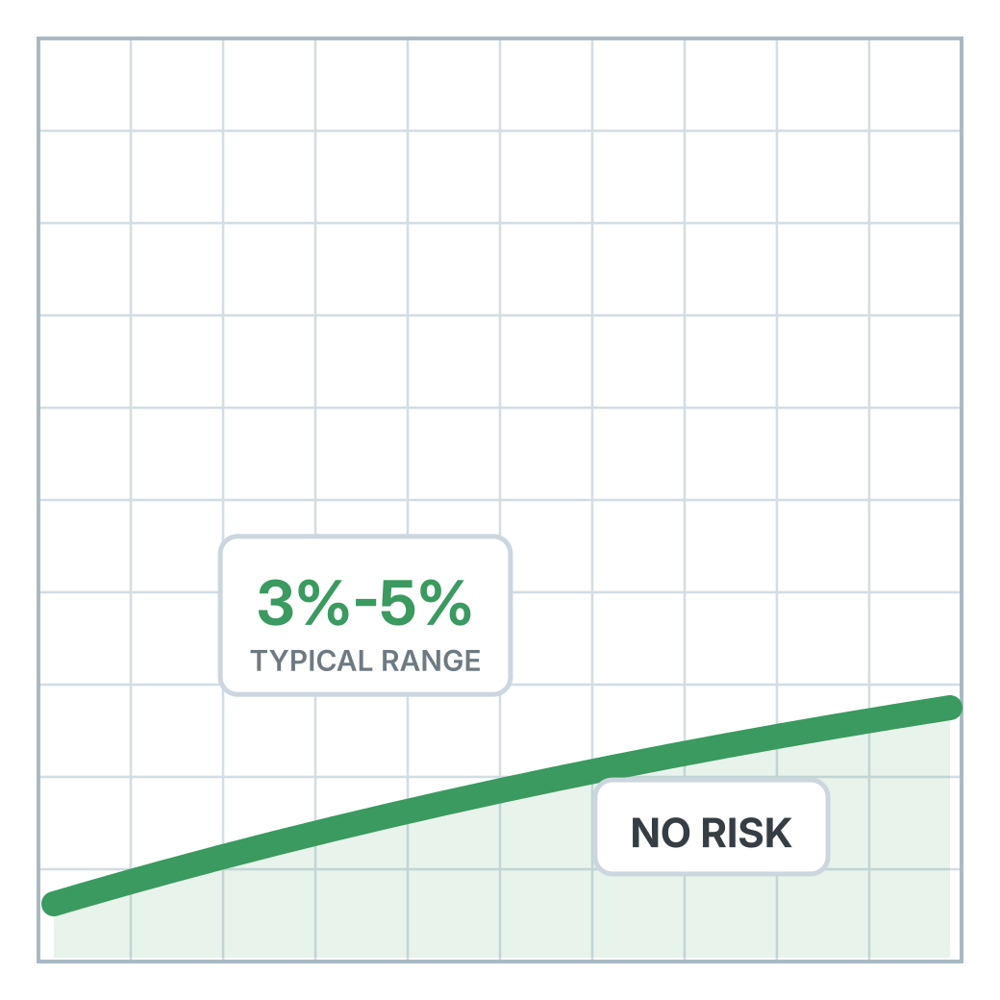 3%-5%
TYPICAL RANGE
NO RISK